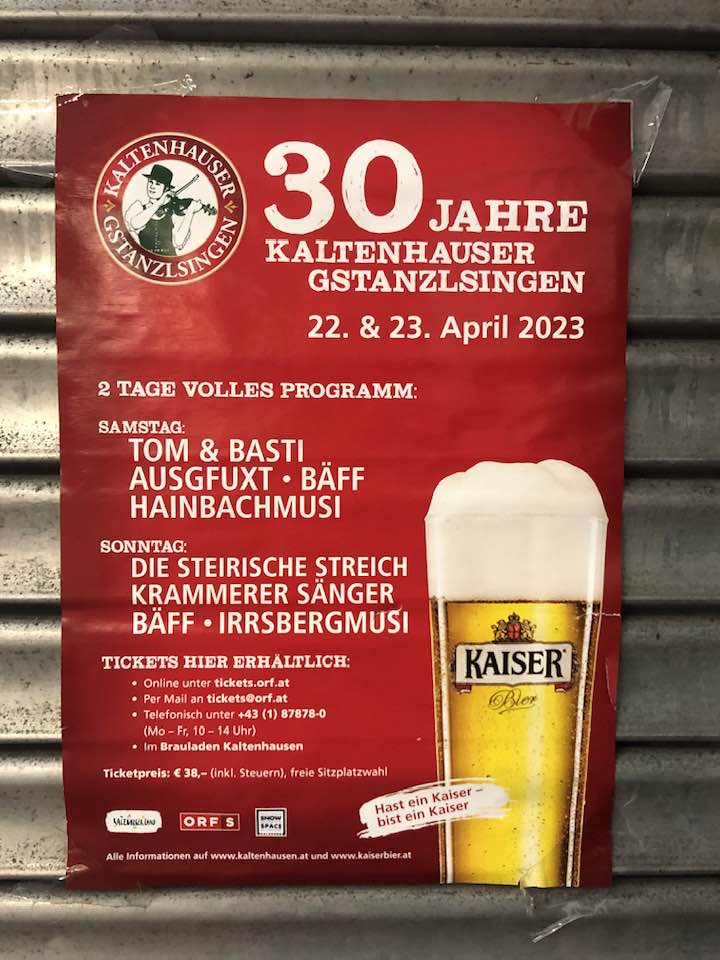 KALTENHAUSER
GSTANZLSINGEN
30 JAHRE
KALTENHAUSER
GSTANZLSINGEN
22. & 23. April 2023
2 TAGE VOLLES PROGRAMM:
SAMSTAG:
TOM & BASTI
AUSGFUXT • BÄFF
HAINBACHMUSI
SONNTAG:
DIE STEIRISCHE STREICH
KRAMMERER SÄNGER
BÄFF • IRRSBERGMUSI
TICKETS HIER ERHÄLTLICH:
• Online unter tickets.orf.at
• Per Mail an tickets@orf.at
• Telefonisch unter +43 (1) 87878-0
(Mo – Fr, 10 – 14 Uhr)
• Im Brauladen Kaltenhausen
Ticketpreis: € 38,– (inkl. Steuern), freie Sitzplatzwahl
KAISER
Bier
Hast ein Kaiser –
bist ein Kaiser
ORF S
SNOW
SPACE
Alle Informationen auf www.kaltenhausen.at und www.kaiserbier.at